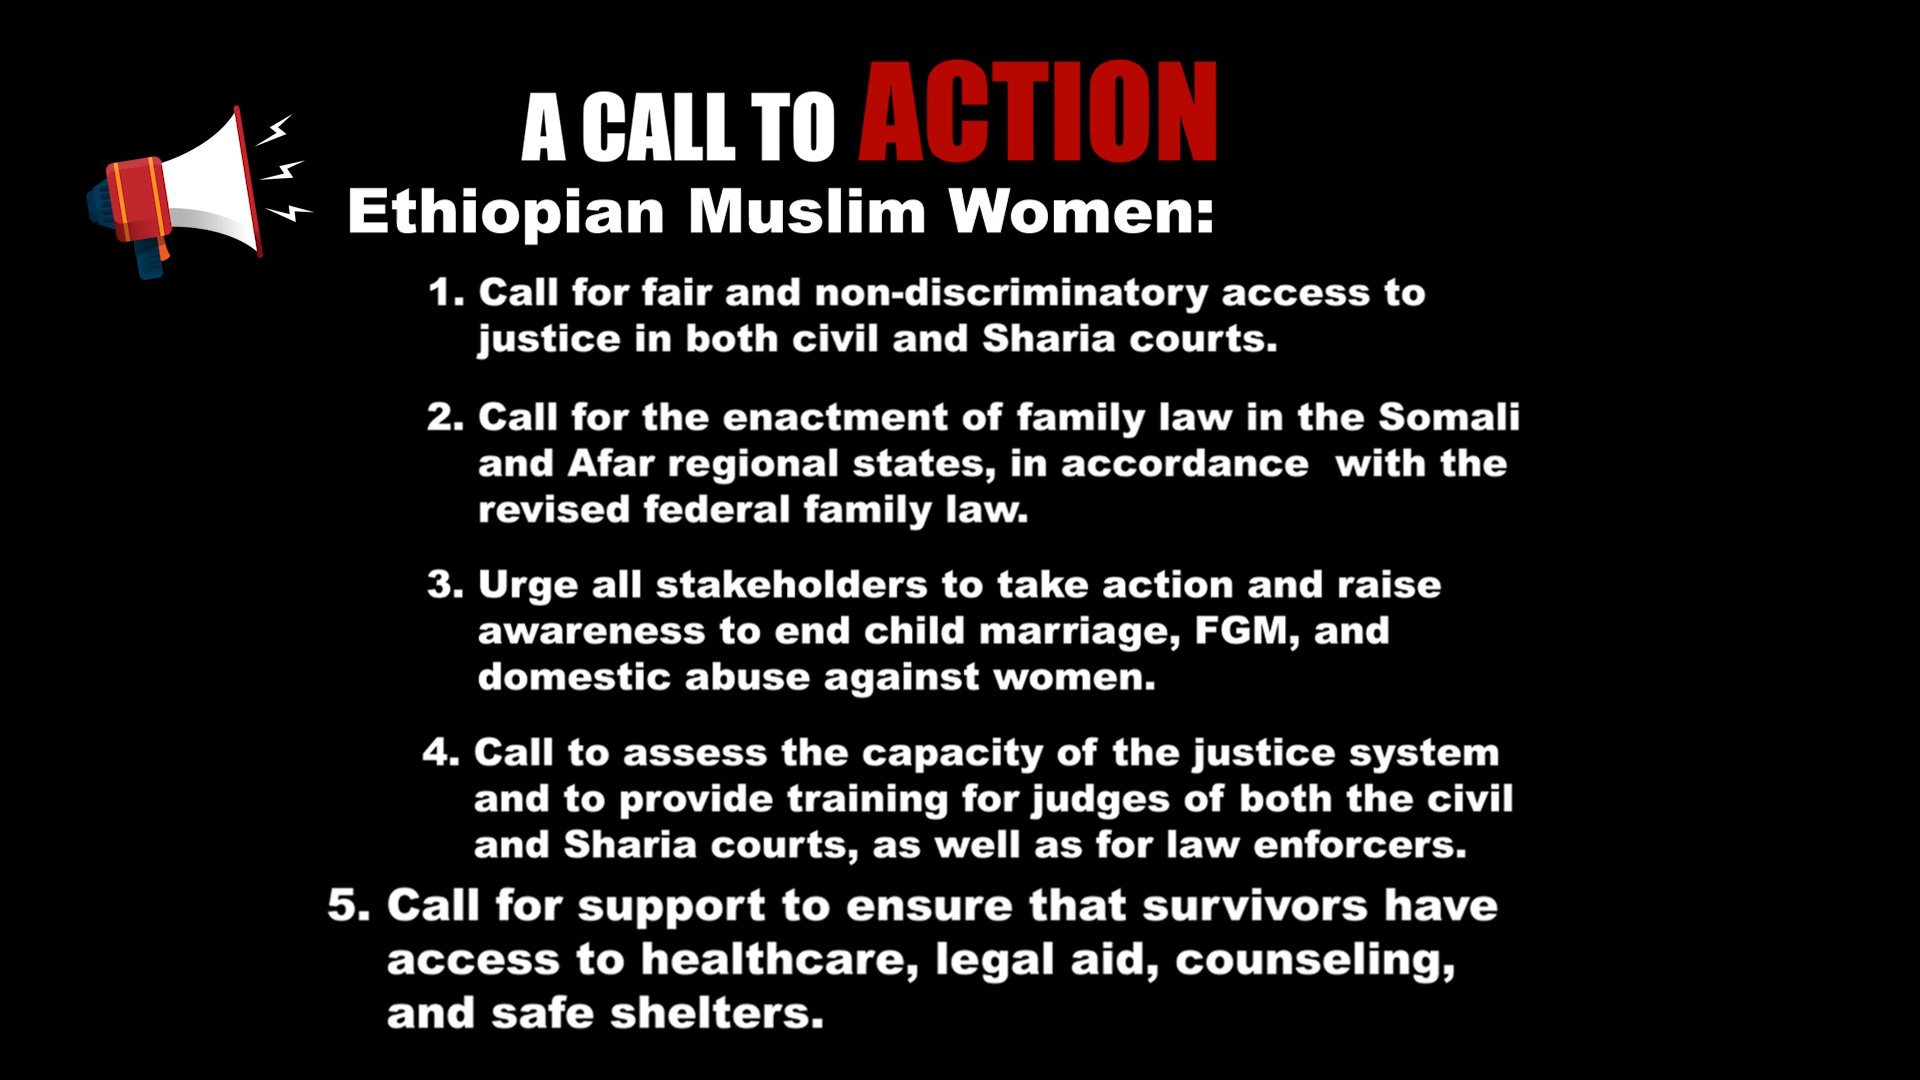 A CALL TO ACTION
Ethiopian Muslim Women:
1. Call for fair and non-discriminatory access to
justice in both civil and Sharia courts.
2. Call for the enactment of family law in the Somali
and Afar regional states, in accordance  with the
revised federal family law.
3. Urge all stakeholders to take action and raise
awareness to end child marriage, FGM, and
domestic abuse against women.
4. Call to assess the capacity of the justice system
and to provide training for judges of both the civil
and Sharia courts, as well as for law enforcers.
5. Call for support to ensure that survivors have
access to healthcare, legal aid, counseling,
and safe shelters.